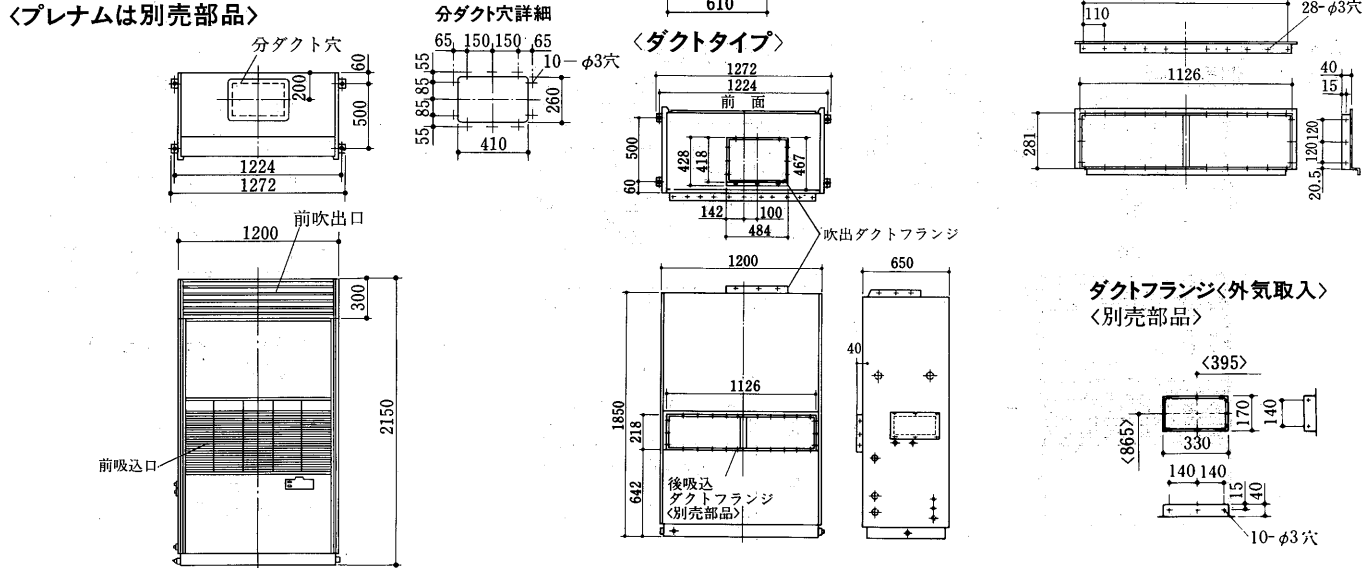 〈プレナムは別売部品〉
分ダクト穴
60
200
500
1224
1272
分ダクト穴詳細
65 150 150 65
10-φ3穴
55
85
85
55
260
410
610
〈ダクトタイプ〉
1272
1224
前面
500
60
428
418
467
142
100
484
吹出ダクトフランジ
110
28-φ3穴
1126
281
40
15
120
120
20.5
前吹出口
1200
300
2150
前吸込口
1200
1850
1126
218
642
後吸込
ダクトフランジ
〈別売部品〉
650
40
ダクトフランジ〈外気取入〉
〈別売部品〉
〈395〉
〈865〉
170
140
330
140 140
15
40
10-φ3穴